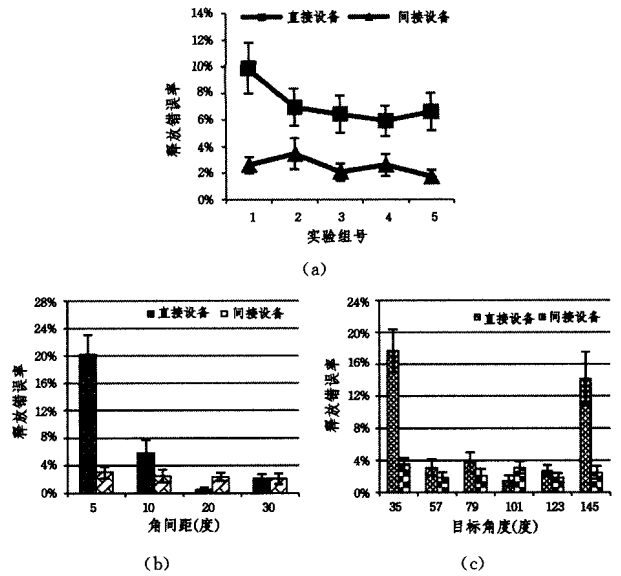 直接设备 间接设备
14%
12%
10%
8%
6%
4%
2%
0%
释放错误率
1 2 3 4 5
实验组号
(a)
28%
24%
20%
16%
12%
8%
4%
0%
释放错误率
直接设备 间接设备
5 10 20 30
角间距(度)
(b)
24%
20%
16%
12%
8%
4%
0%
释放错误率
直接设备 间接设备
35 57 79 101 123 145
目标角度(度)
(c)